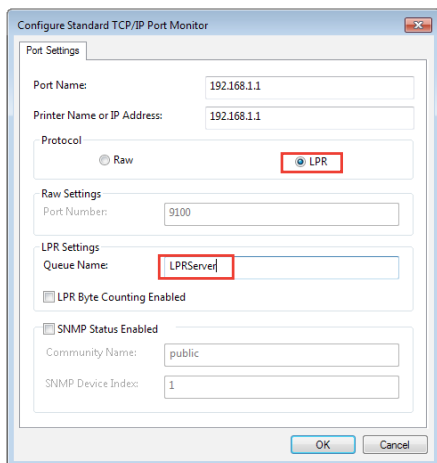 Configure Standard TCP/IP Port Monitor
Port Settings
Port Name: 192.168.1.1
Printer Name or IP Address: 192.168.1.1
Protocol
Raw LPR
Raw Settings
Port Number: 9100
LPR Settings
Queue Name: LPRServer
LPR Byte Counting Enabled
SNMP Status Enabled
Community Name: public
SNMP Device Index: 1
OK Cancel